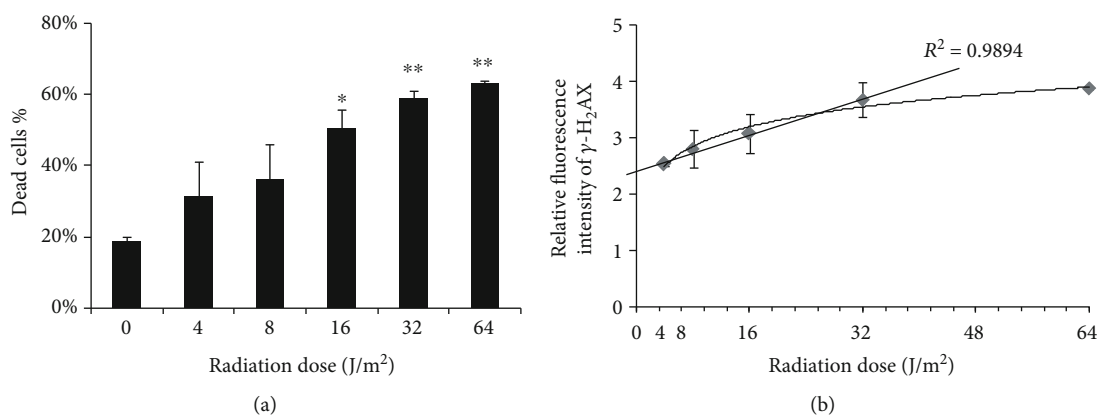 80%
60%
40%
20%
0%
Dead cells %
*
**
**
0 4 8 16 32 64
Radiation dose (J/m²)
(a)
5
4
3
2
1
0
Relative fluorescence
intensity of γ-H₂AX
R² = 0.9894
0 4 8 16 32 48 64
Radiation dose (J/m²)
(b)